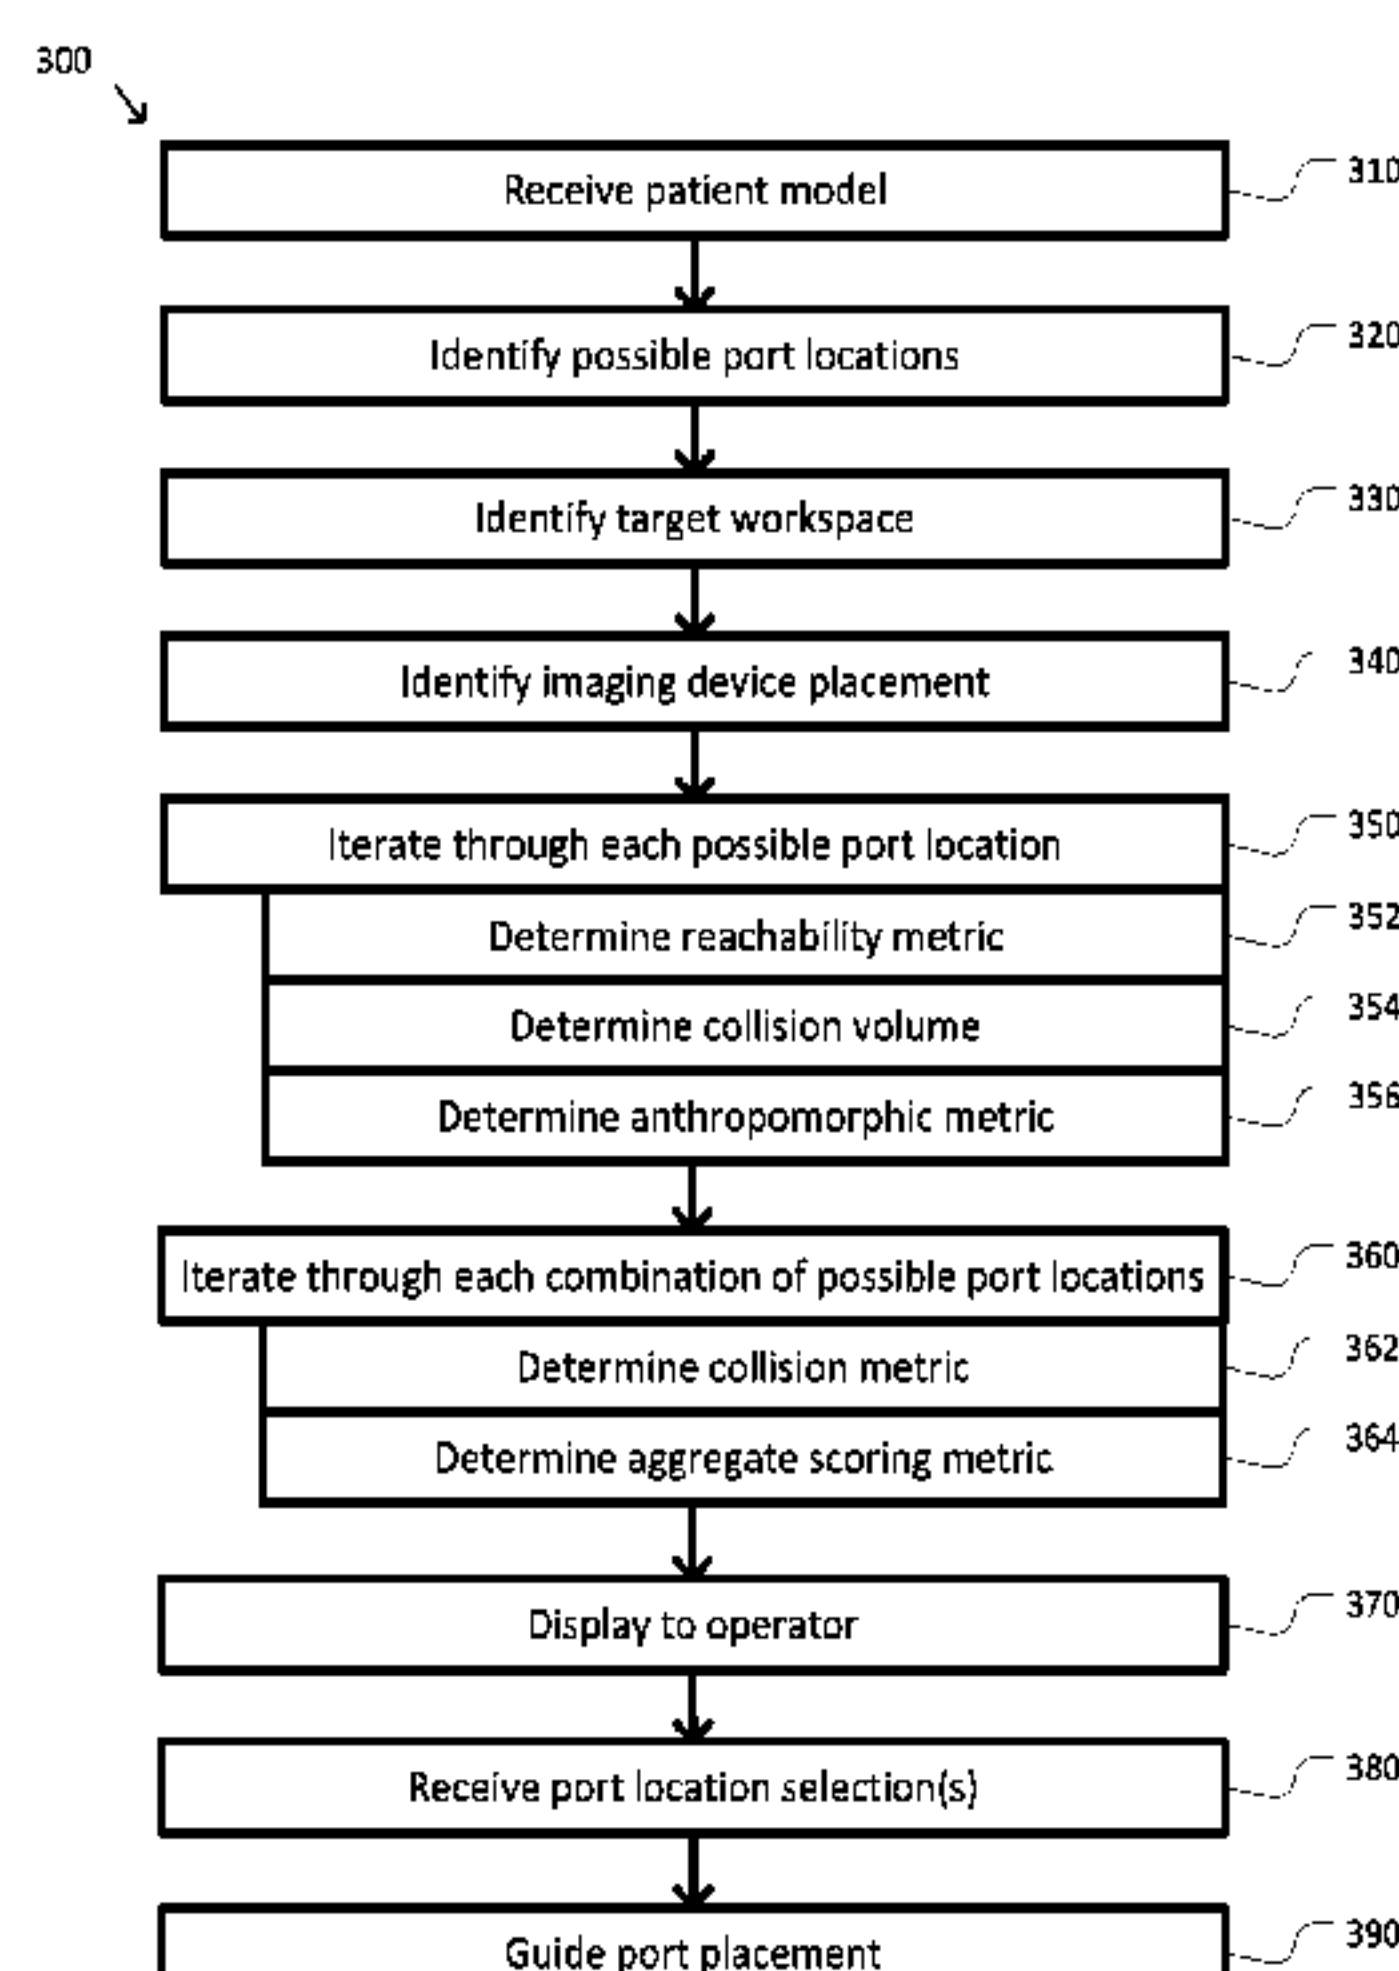 300
Receive patient model 310
Identify possible port locations 320
Identify target workspace 330
Identify imaging device placement 340
Iterate through each possible port location 350
Determine reachability metric 352
Determine collision volume 354
Determine anthropomorphic metric 356
Iterate through each combination of possible port locations 360
Determine collision metric 362
Determine aggregate scoring metric 364
Display to operator 370
Receive port location selection(s) 380
Guide port placement 390